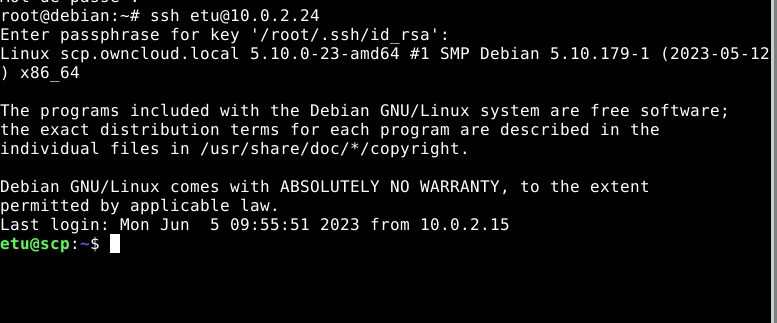 root@debian:~# ssh etu@10.0.2.24
Enter passphrase for key '/root/.ssh/id_rsa':
Linux scp.owncloud.local 5.10.0-23-amd64 #1 SMP Debian 5.10.179-1 (2023-05-12
) x86_64
The programs included with the Debian GNU/Linux system are free software;
the exact distribution terms for each program are described in the
individual files in /usr/share/doc/*/copyright.
Debian GNU/Linux comes with ABSOLUTELY NO WARRANTY, to the extent
permitted by applicable law.
Last login: Mon Jun  5 09:55:51 2023 from 10.0.2.15
etu@scp:~$